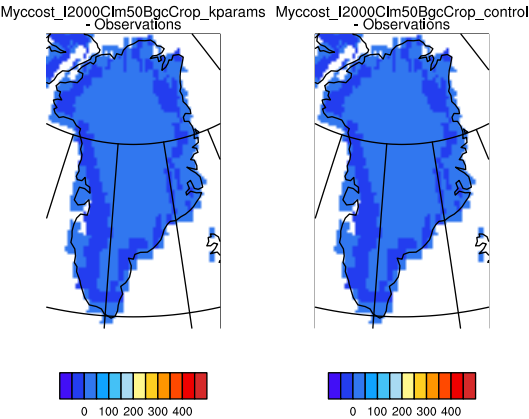 Myccost_I2000Clm50BgcCrop_kparams
- Observations
Myccost_I2000Clm50BgcCrop_control
- Observations
0 100 200 300 400
0 100 200 300 400